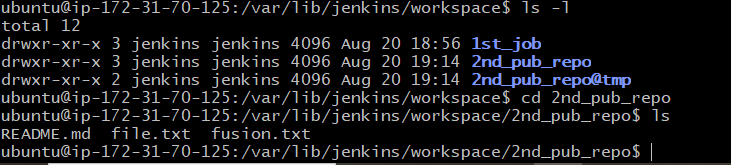 ubuntu@ip-172-31-70-125:/var/lib/jenkins/workspace$ ls -l
total 12
drwxr-xr-x 3 jenkins jenkins 4096 Aug 20 18:56 1st_job
drwxr-xr-x 3 jenkins jenkins 4096 Aug 20 19:14 2nd_pub_repo
drwxr-xr-x 2 jenkins jenkins 4096 Aug 20 19:14 2nd_pub_repo@tmp
ubuntu@ip-172-31-70-125:/var/lib/jenkins/workspace$ cd 2nd_pub_repo
ubuntu@ip-172-31-70-125:/var/lib/jenkins/workspace/2nd_pub_repo$ ls
README.md  file.txt  fusion.txt
ubuntu@ip-172-31-70-125:/var/lib/jenkins/workspace/2nd_pub_repo$